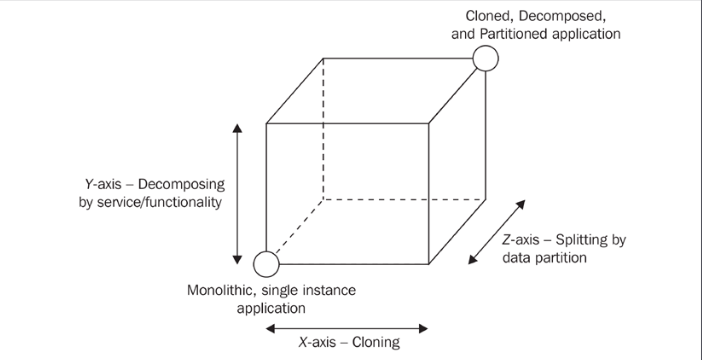 Cloned, Decomposed,
and Partitioned application
Y-axis – Decomposing
by service/functionality
Z-axis – Splitting by
data partition
Monolithic, single instance
application
X-axis – Cloning